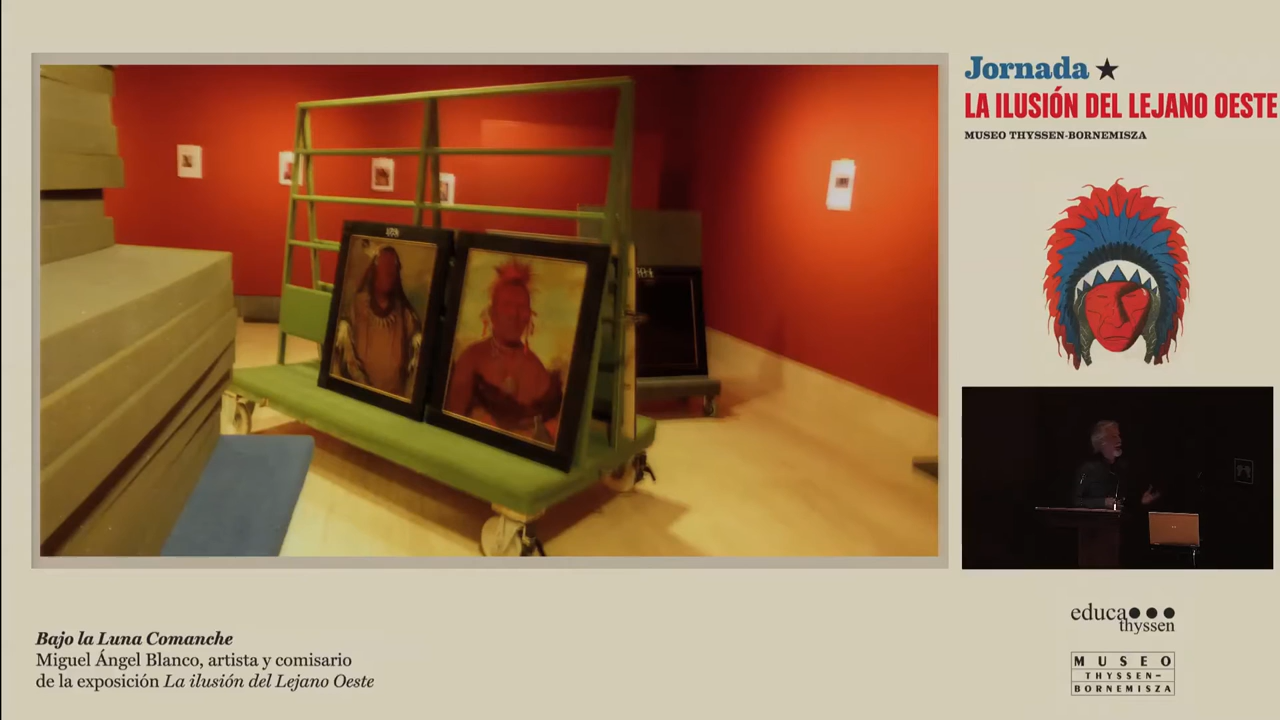 Jornada
LA ILUSIÓN DEL LEJANO OESTE
MUSEO THYSSEN-BORNEMISZA
Bajo la Luna Comanche
Miguel Ángel Blanco, artista y comisario
de la exposición La ilusión del Lejano Oeste
educa
thyssen
MUSEO
THYSSEN-
BORNEMISZA